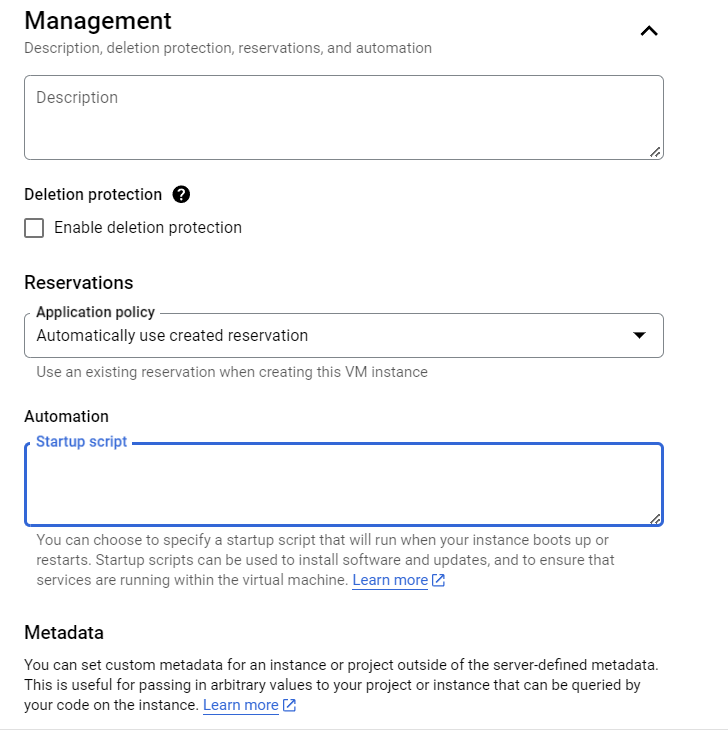 Management
Description, deletion protection, reservations, and automation
Description
Deletion protection ?
Enable deletion protection
Reservations
Application policy
Automatically use created reservation
Use an existing reservation when creating this VM instance
Automation
Startup script
You can choose to specify a startup script that will run when your instance boots up or
restarts. Startup scripts can be used to install software and updates, and to ensure that
services are running within the virtual machine. Learn more
Metadata
You can set custom metadata for an instance or project outside of the server-defined metadata.
This is useful for passing in arbitrary values to your project or instance that can be queried by
your code on the instance. Learn more